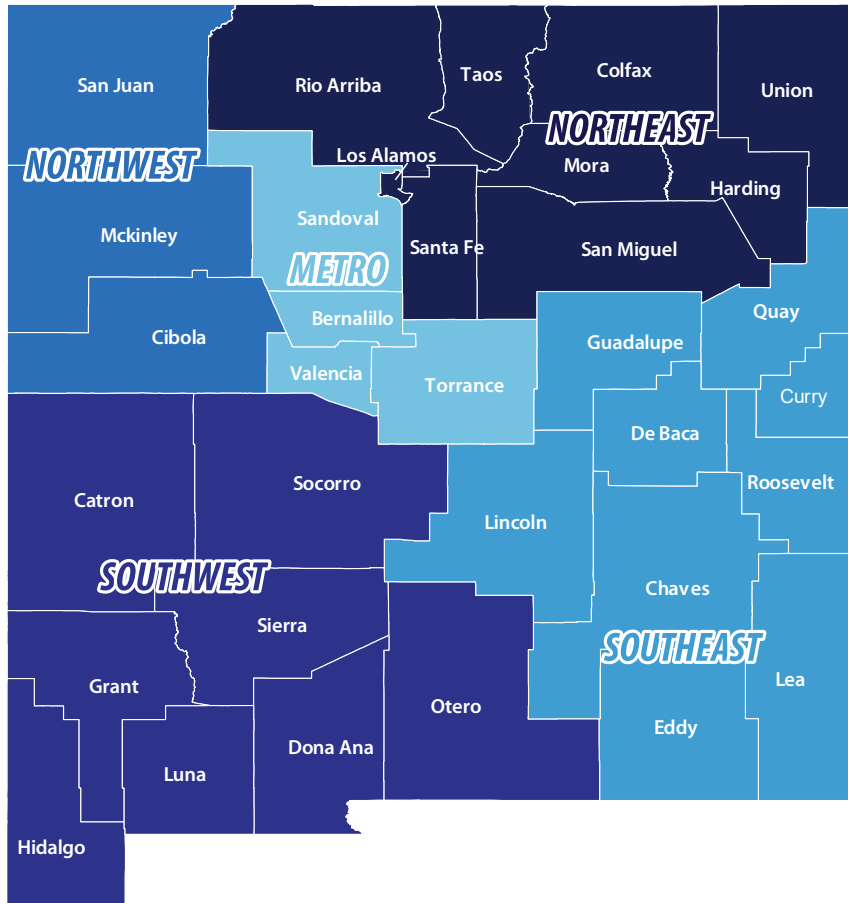 San Juan
Rio Arriba
Taos
Colfax
Union
NORTHEAST
NORTHWEST
Los Alamos
Mora
Harding
Mckinley
Sandoval
Santa Fe
San Miguel
METRO
Bernalillo
Quay
Cibola
Guadalupe
Valencia
Torrance
Curry
De Baca
Socorro
Roosevelt
Catron
Lincoln
SOUTHWEST
Chaves
Sierra
SOUTHEAST
Grant
Lea
Otero
Eddy
Dona Ana
Luna
Hidalgo